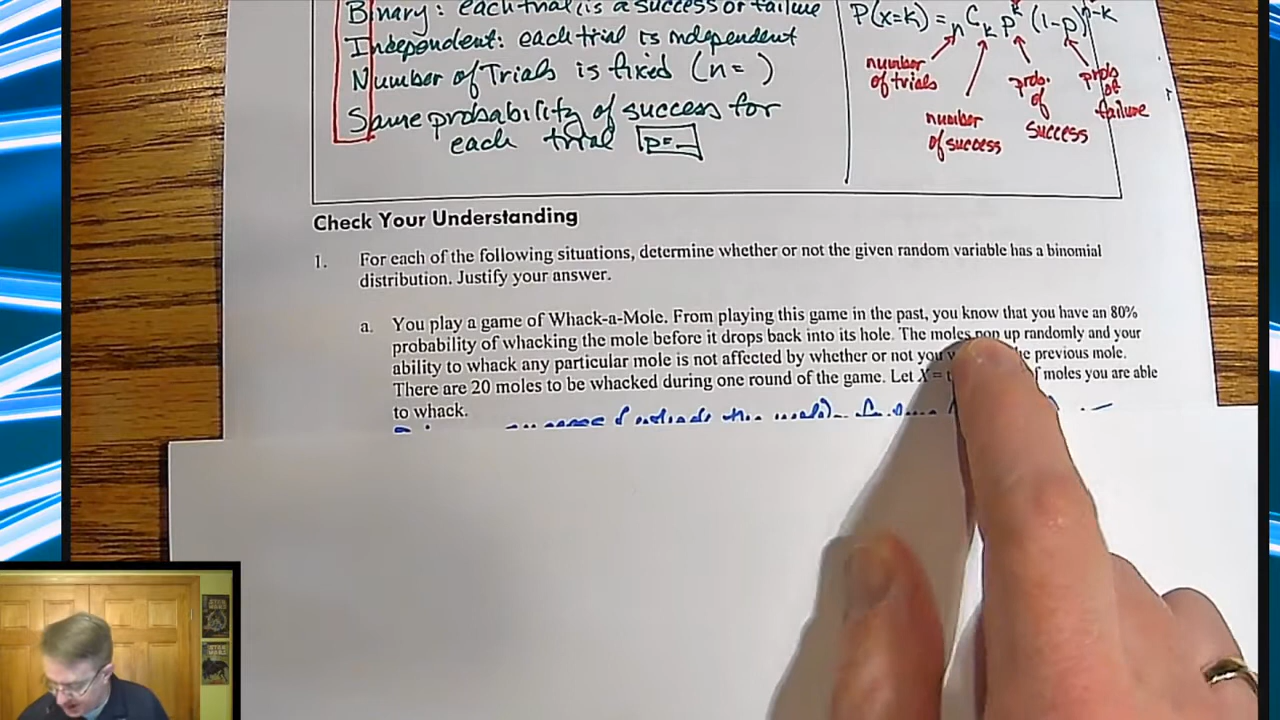 Binary: each trial is a success or failure
Independent: each trial is independent
Number of Trials is fixed (n= )
Same probability of success for
each trial p=_
P(x=k) = nCk p^k (1-p)^n-k
number
of trials
number
of success
prob.
of
success
prob
of
failure
Check Your Understanding
1. For each of the following situations, determine whether or not the given random variable has a binomial
distribution. Justify your answer.
a. You play a game of Whack-a-Mole. From playing this game in the past, you know that you have an 80%
probability of whacking the mole before it drops back into its hole. The moles pop up randomly and your
ability to whack any particular mole is not affected by whether or not you previous mole.
There are 20 moles to be whacked during one round of the game. Let X = of moles you are able
to whack.
STAR
WARS
STAR
WARS